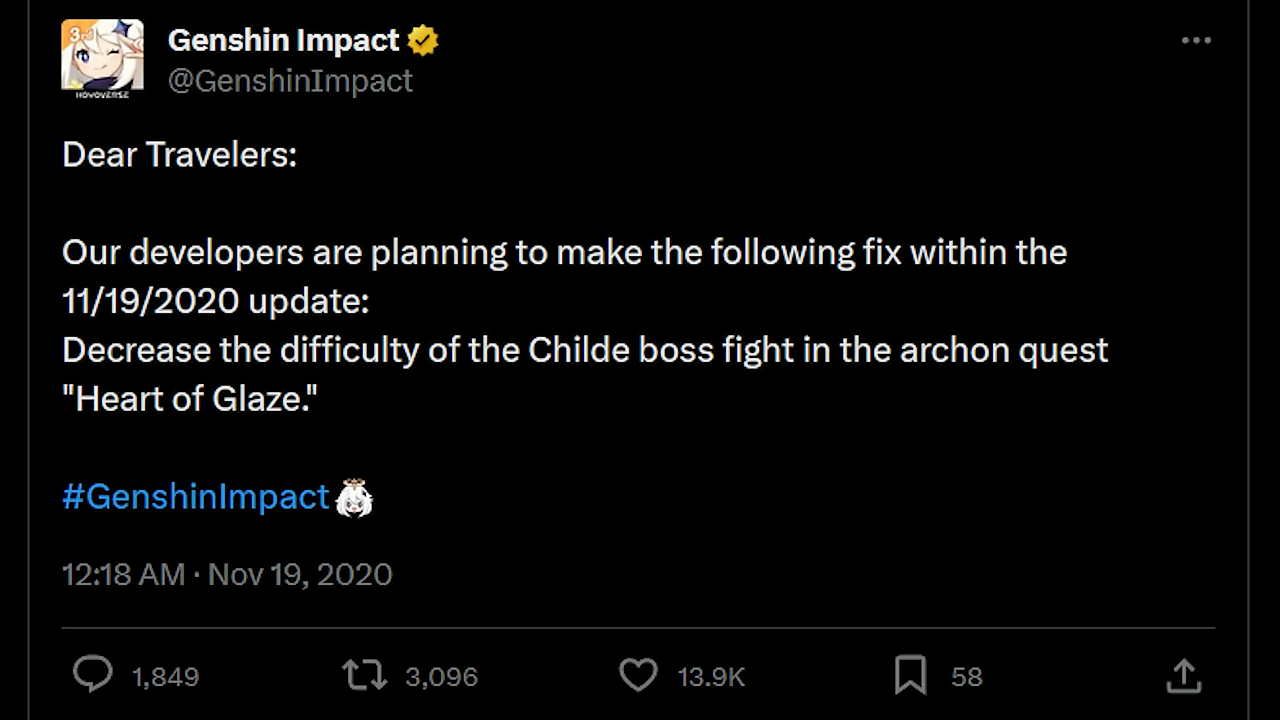 Genshin Impact
@GenshinImpact
HOYOVERSE
Dear Travelers:
Our developers are planning to make the following fix within the
11/19/2020 update:
Decrease the difficulty of the Childe boss fight in the archon quest
"Heart of Glaze."
#GenshinImpact
12:18 AM · Nov 19, 2020
1,849
3,096
13.9K
58